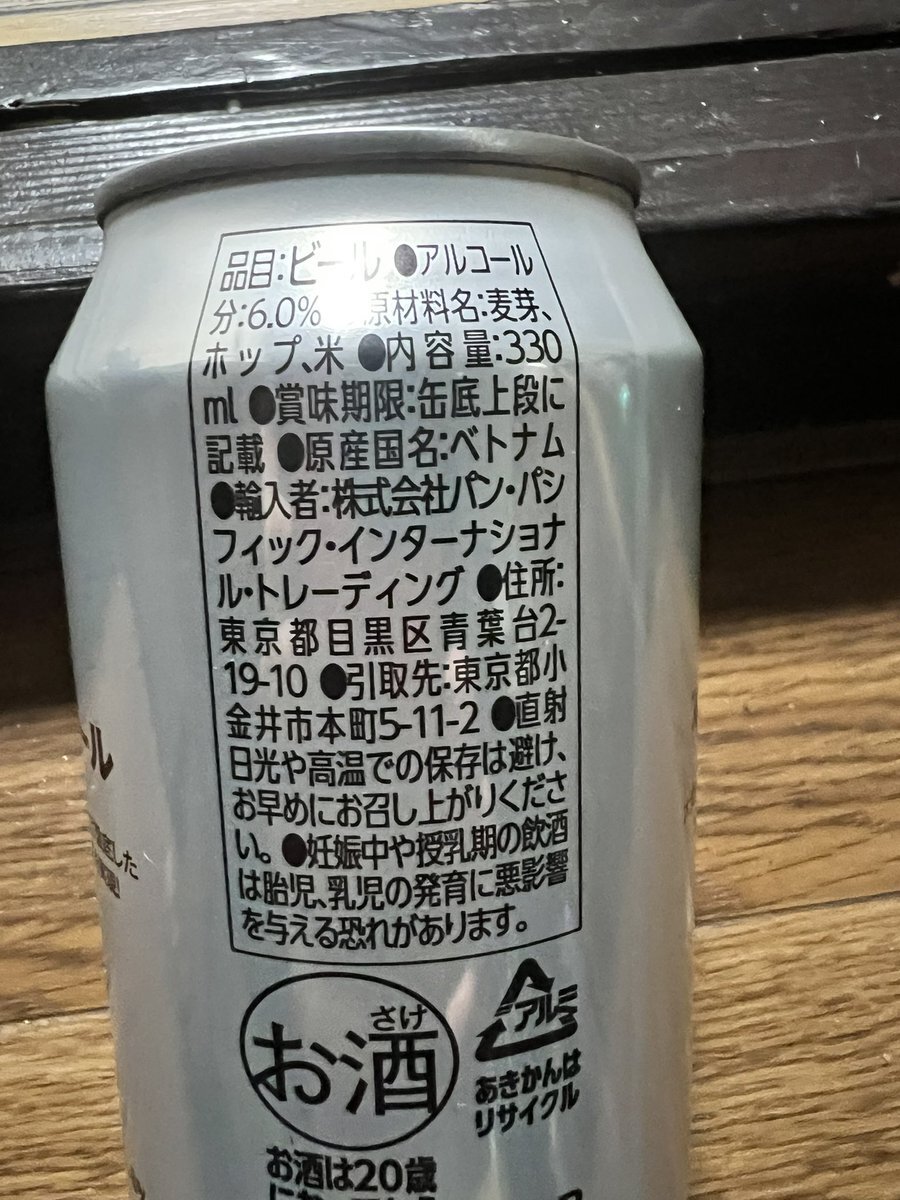 品目:ビール ●アルコール
分:6.0% 原材料名:麦芽、
ホップ、米 ●内容量:330
ml ●賞味期限:缶底上段に
記載 ●原産国名:ベトナム
●輸入者:株式会社パン・パシ
フィック・インターナショナ
ル・トレーディング ●住所:
東京都目黒区青葉台2-
19-10 ●引取先:東京都小
金井市本町5-11-2 ●直射
日光や高温での保存は避け、
お早めにお召し上がりくださ
い。●妊娠中や授乳期の飲酒
は胎児、乳児の発育に悪影響
を与える恐れがあります。
さけ
お酒
アルミ
あきかんは
リサイクル
お酒は20歳
ール
した